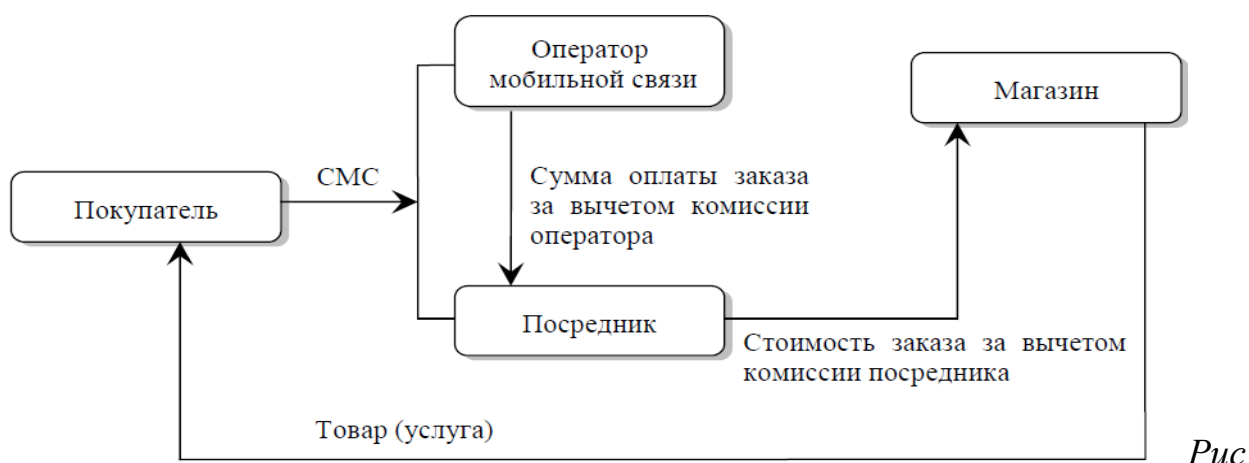 Оператор
мобильной связи
Магазин
СМС
Покупатель
Сумма оплаты заказа
за вычетом комиссии
оператора
Посредник
Стоимость заказа за вычетом
комиссии посредника
Товар (услуга)
Рис